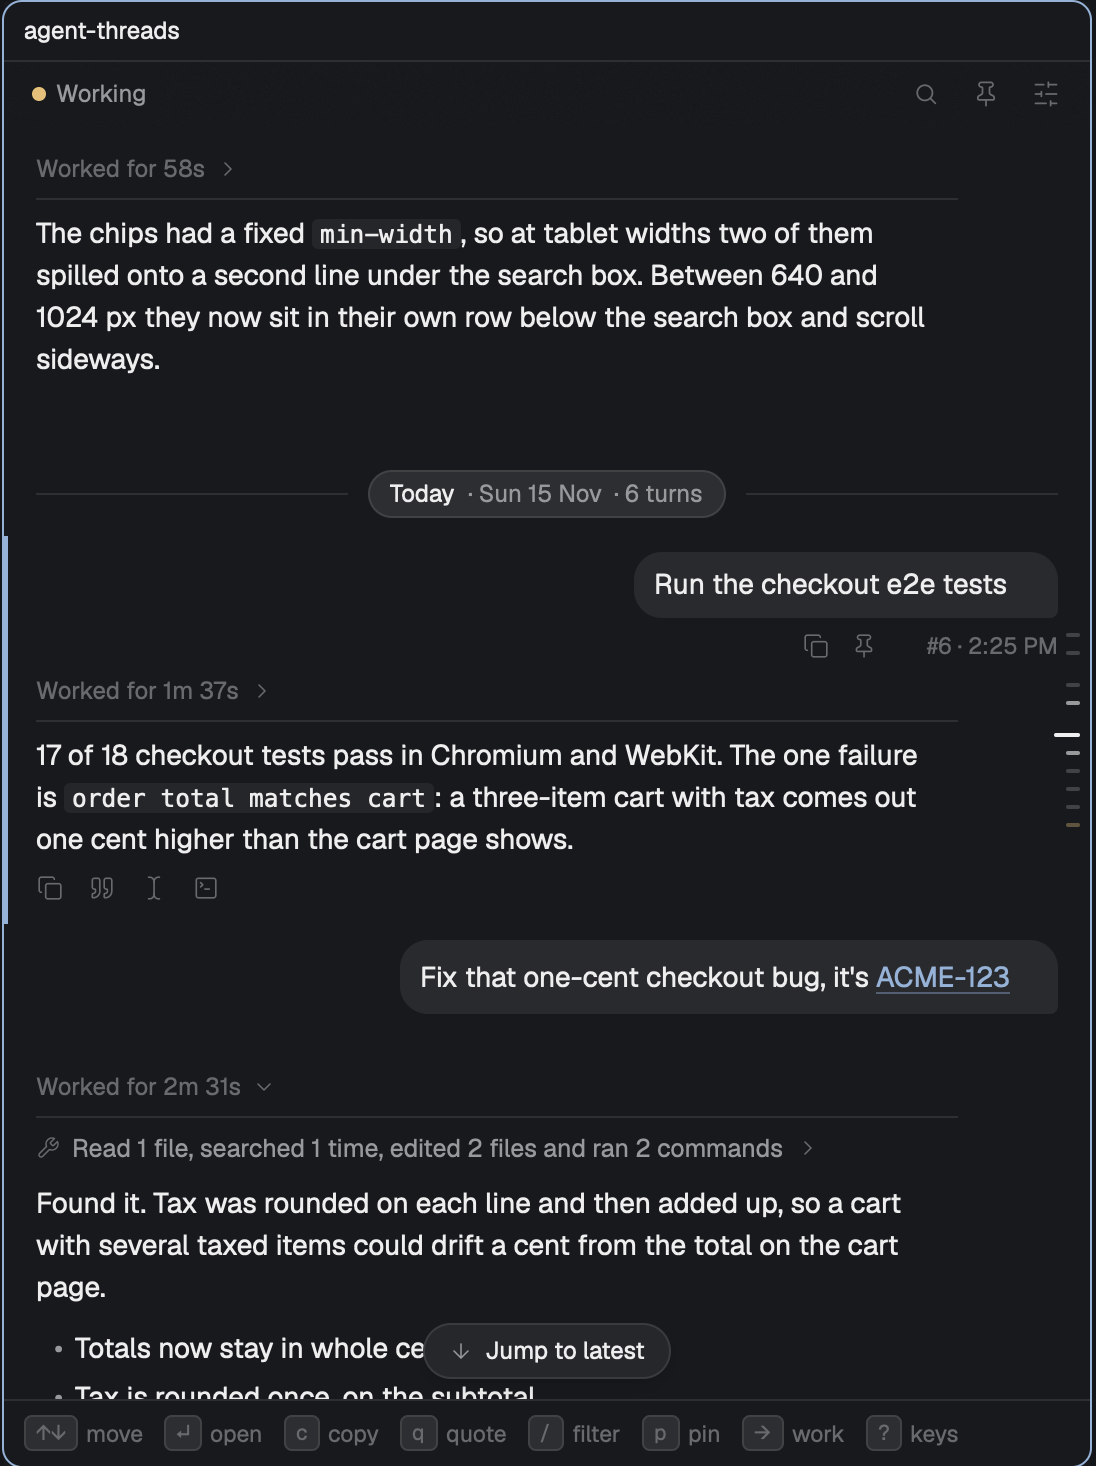 agent-threads
Working
Worked for 58s
The chips had a fixed min-width, so at tablet widths two of them
spilled onto a second line under the search box. Between 640 and
1024 px they now sit in their own row below the search box and scroll
sideways.
Today · Sun 15 Nov · 6 turns
Run the checkout e2e tests
#6 · 2:25 PM
Worked for 1m 37s
17 of 18 checkout tests pass in Chromium and WebKit. The one failure
is order total matches cart: a three-item cart with tax comes out
one cent higher than the cart page shows.
Fix that one-cent checkout bug, it's ACME-123
Worked for 2m 31s
Read 1 file, searched 1 time, edited 2 files and ran 2 commands
Found it. Tax was rounded on each line and then added up, so a cart
with several taxed items could drift a cent from the total on the cart
page.
• Totals now stay in whole ce
Jump to latest
• Tax is rounded once, on the subtotal
↑↓ move ↵ open c copy q quote / filter p pin → work ? keys